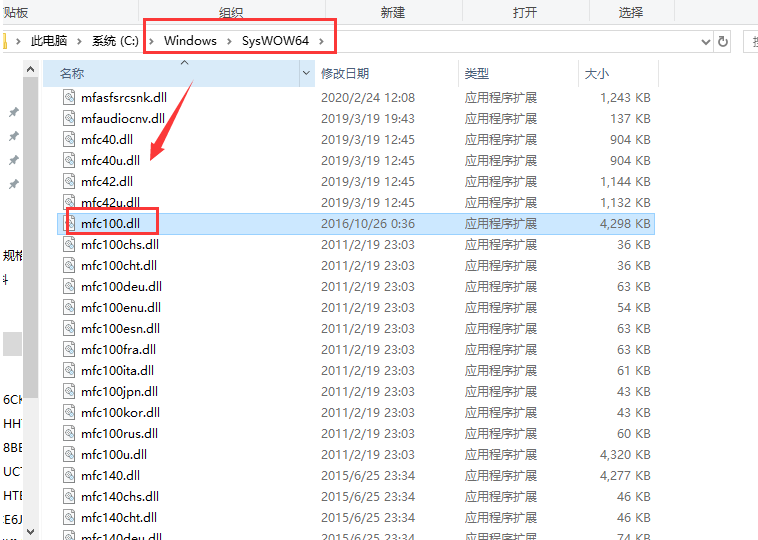 贴板 组织 新建 打开 选择
此电脑 系统 (C:) Windows SysWOW64
名称 修改日期 类型 大小
mfasfsrcsnk.dll 2020/2/24 12:08 应用程序扩展 1,243 KB
mfaudiocnv.dll 2019/3/19 12:45 应用程序扩展 137 KB
mfc40.dll 2019/3/19 12:45 应用程序扩展 904 KB
mfc40u.dll 2019/3/19 12:45 应用程序扩展 904 KB
mfc42.dll 2019/3/19 12:45 应用程序扩展 1,144 KB
mfc42u.dll 2019/3/19 12:45 应用程序扩展 1,132 KB
mfc100.dll 2016/10/26 0:36 应用程序扩展 4,298 KB
mfc100chs.dll 2011/2/19 23:03 应用程序扩展 36 KB
规格
mfc100cht.dll 2011/2/19 23:03 应用程序扩展 36 KB
料
mfc100deu.dll 2011/2/19 23:03 应用程序扩展 63 KB
mfc100enu.dll 2011/2/19 23:03 应用程序扩展 54 KB
mfc100esn.dll 2011/2/19 23:03 应用程序扩展 63 KB
mfc100fra.dll 2011/2/19 23:03 应用程序扩展 63 KB
mfc100ita.dll 2011/2/19 23:03 应用程序扩展 61 KB
mfc100jpn.dll 2011/2/19 23:03 应用程序扩展 43 KB
6CK
mfc100kor.dll 2011/2/19 23:03 应用程序扩展 43 KB
HH
mfc100rus.dll 2011/2/19 23:03 应用程序扩展 60 KB
8BE
mfc100u.dll 2011/2/19 23:03 应用程序扩展 4,320 KB
UC
mfc140.dll 2015/6/25 23:34 应用程序扩展 4,277 KB
HTE
mfc140chs.dll 2015/6/25 23:34 应用程序扩展 46 KB
E6J
mfc140cht.dll 2015/6/25 23:34 应用程序扩展 46 KB
mfc140deu.dll 2015/6/25 23:34 应用程序扩展 74 KB